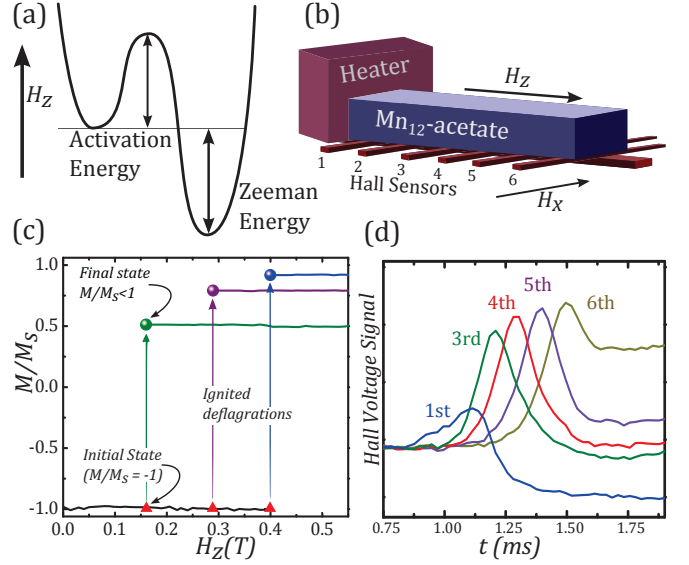 (a)
H_Z
Activation
Energy
Zeeman
Energy
(b)
Heater
H_Z
Mn₁₂-acetate
1
2
3
4
5
6
Hall Sensors
H_X
(c)
M/M_S
1.0
0.5
0.0
-0.5
-1.0
Final state
M/M_S<1
Ignited
deflagrations
Initial State
(M/M_S = -1)
0.0 0.1 0.2 0.3 0.4 0.5
H_Z(T)
(d)
Hall Voltage Signal
1st
3rd
4th
5th
6th
0.75 1.00 1.25 1.50 1.75
t (ms)